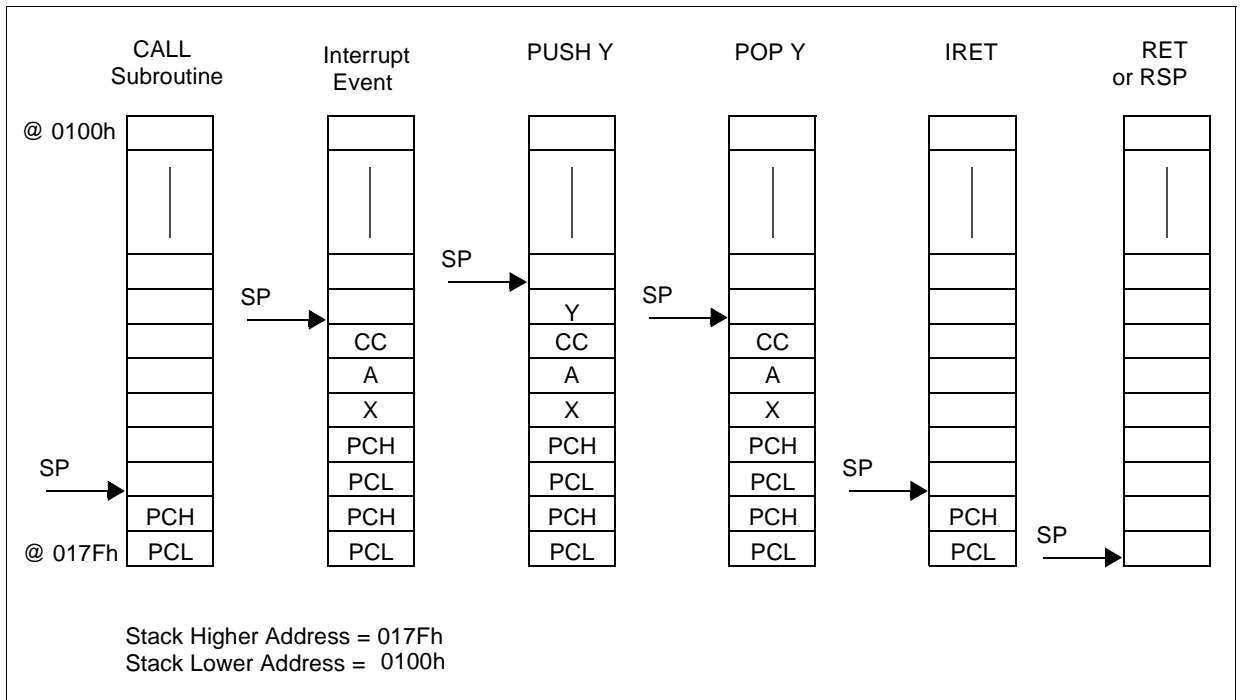 CALL
Subroutine
Interrupt
Event
PUSH Y
POP Y
IRET
RET
or RSP
@ 0100h
SP
SP
Y
SP
CC
CC
CC
A
A
A
X
X
X
PCH
PCH
PCH
SP
PCL
PCL
PCL
SP
PCH
PCH
PCH
PCH
PCH
@ 017Fh
PCL
PCL
PCL
PCL
PCL
SP
Stack Higher Address = 017Fh
Stack Lower Address = 0100h